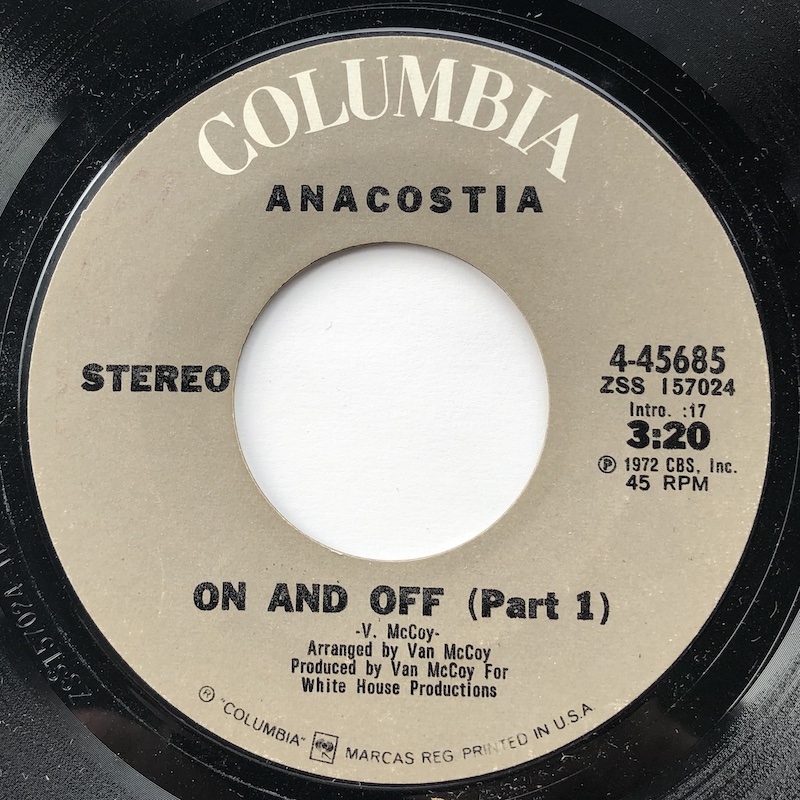 COLUMBIA
ANACOSTIA
STEREO
4-45685
ZSS 157024
Intro. :17
3:20
Ⓟ 1972 CBS, Inc.
45 RPM
ON AND OFF (Part 1)
-V. McCoy-
Arranged by Van McCoy
Produced by Van McCoy For
White House Productions
® "COLUMBIA" MARCAS REG PRINTED IN U.S.A